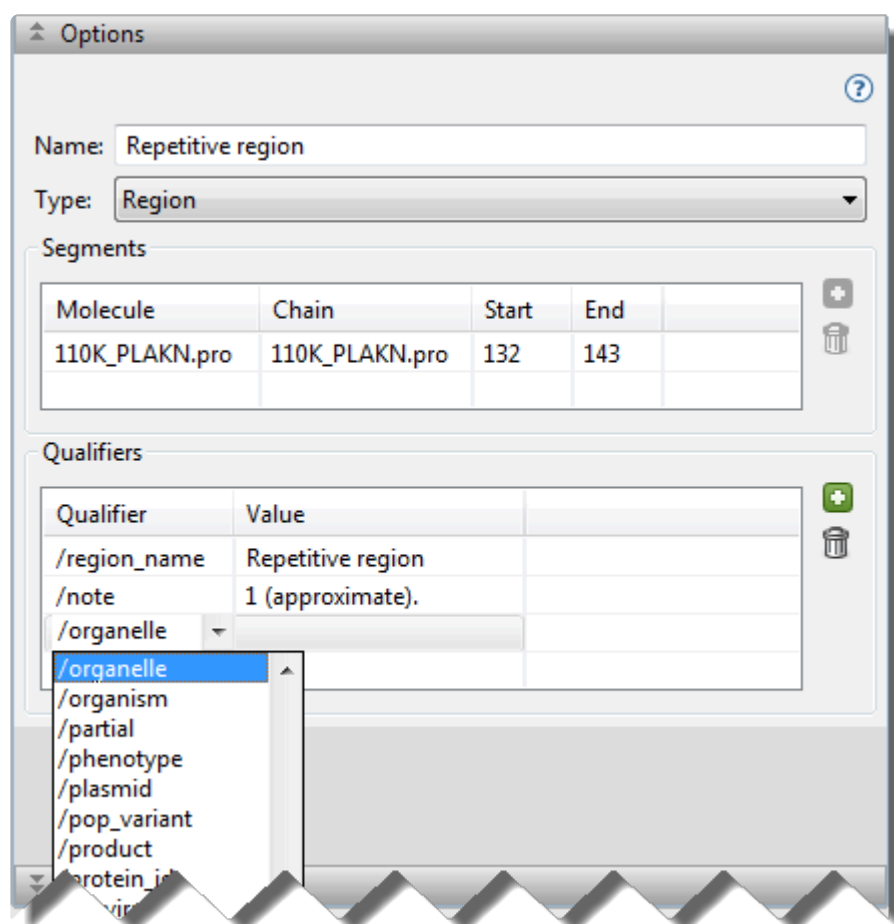 Options
Name: Repetitive region
Type: Region
Segments
Molecule Chain Start End
110K_PLAKN.pro 110K_PLAKN.pro 132 143
Qualifiers
Qualifier Value
/region_name Repetitive region
/note 1 (approximate).
/organelle
/organelle
/organism
/partial
/phenotype
/plasmid
/pop_variant
/product